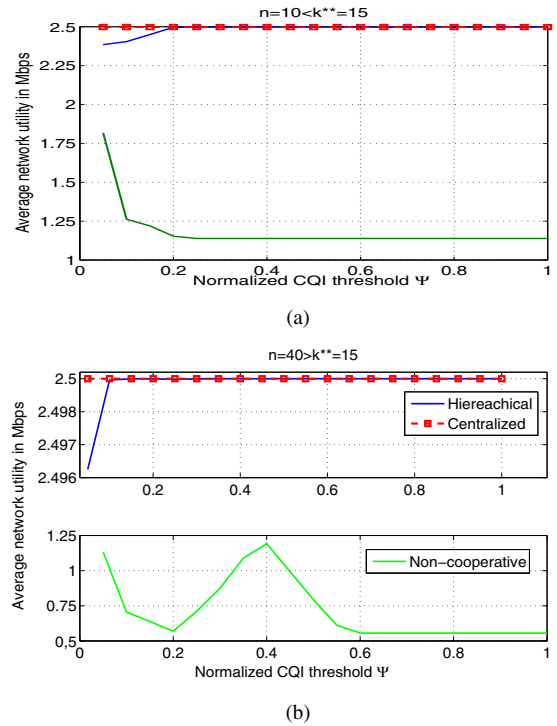 n=10<k**=15
Average network utility in Mbps
2.5
2.25
2
1.75
1.5
1.25
1
0 0.2 0.4 0.6 0.8 1
Normalized CQI threshold Ψ
(a)
n=40>k**=15
Average network utility in Mbps
2.5
2.498
2.497
2.496
0.2 0.4 0.6 0.8 1
Hiereachical
Centralized
1.25
1
0.75
0.5
0 0.2 0.4 0.6 0.8 1
Non-cooperative
Normalized CQI threshold Ψ
(b)